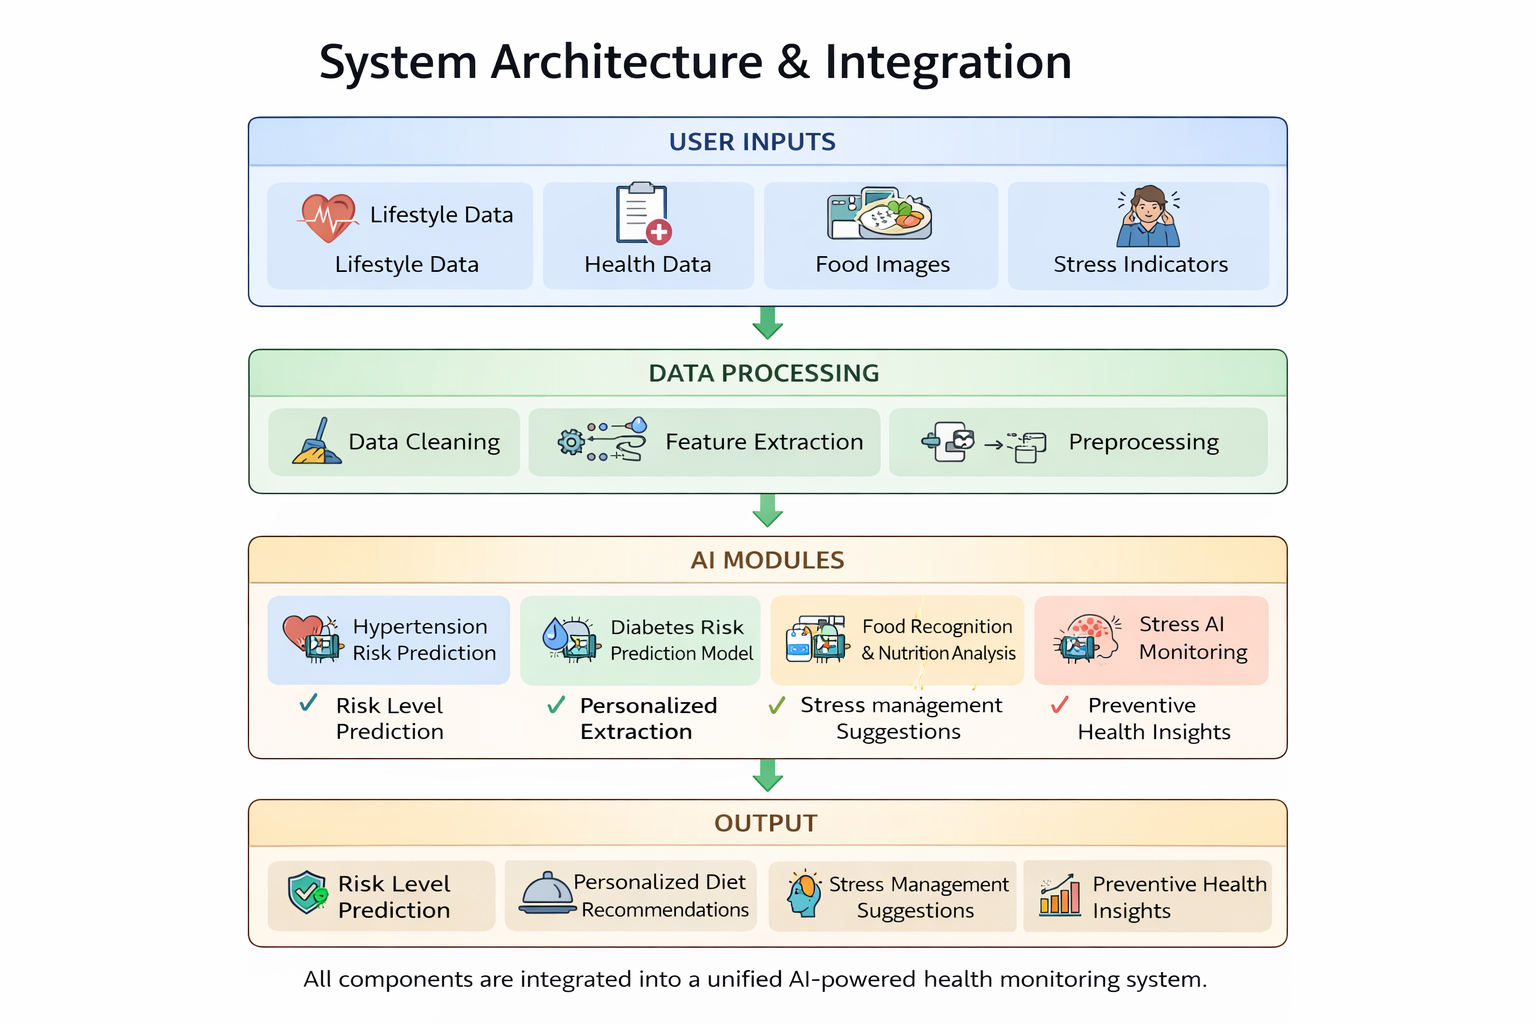 System Architecture & Integration
USER INPUTS
Lifestyle Data
Lifestyle Data
Health Data
Food Images
Stress Indicators
DATA PROCESSING
Data Cleaning
Feature Extraction
Preprocessing
AI MODULES
Hypertension
Risk Prediction
Diabetes Risk
Prediction Model
Food Recognition
& Nutrition Analysis
Stress AI
Monitoring
Risk Level
Prediction
Personalized
Extraction
Stress management
Suggestions
Preventive
Health Insights
OUTPUT
Risk Level
Prediction
Personalized Diet
Recommendations
Stress Management
Suggestions
Preventive Health
Insights
All components are integrated into a unified AI-powered health monitoring system.